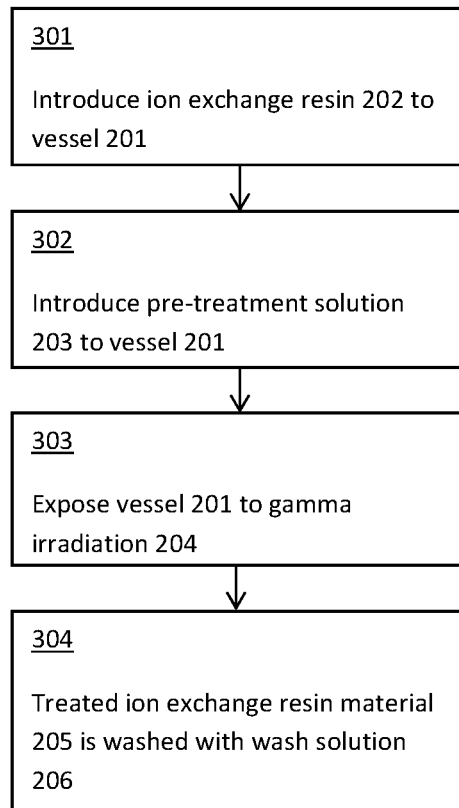 301
Introduce ion exchange resin 202 to
vessel 201
302
Introduce pre-treatment solution
203 to vessel 201
303
Expose vessel 201 to gamma
irradiation 204
304
Treated ion exchange resin material
205 is washed with wash solution
206